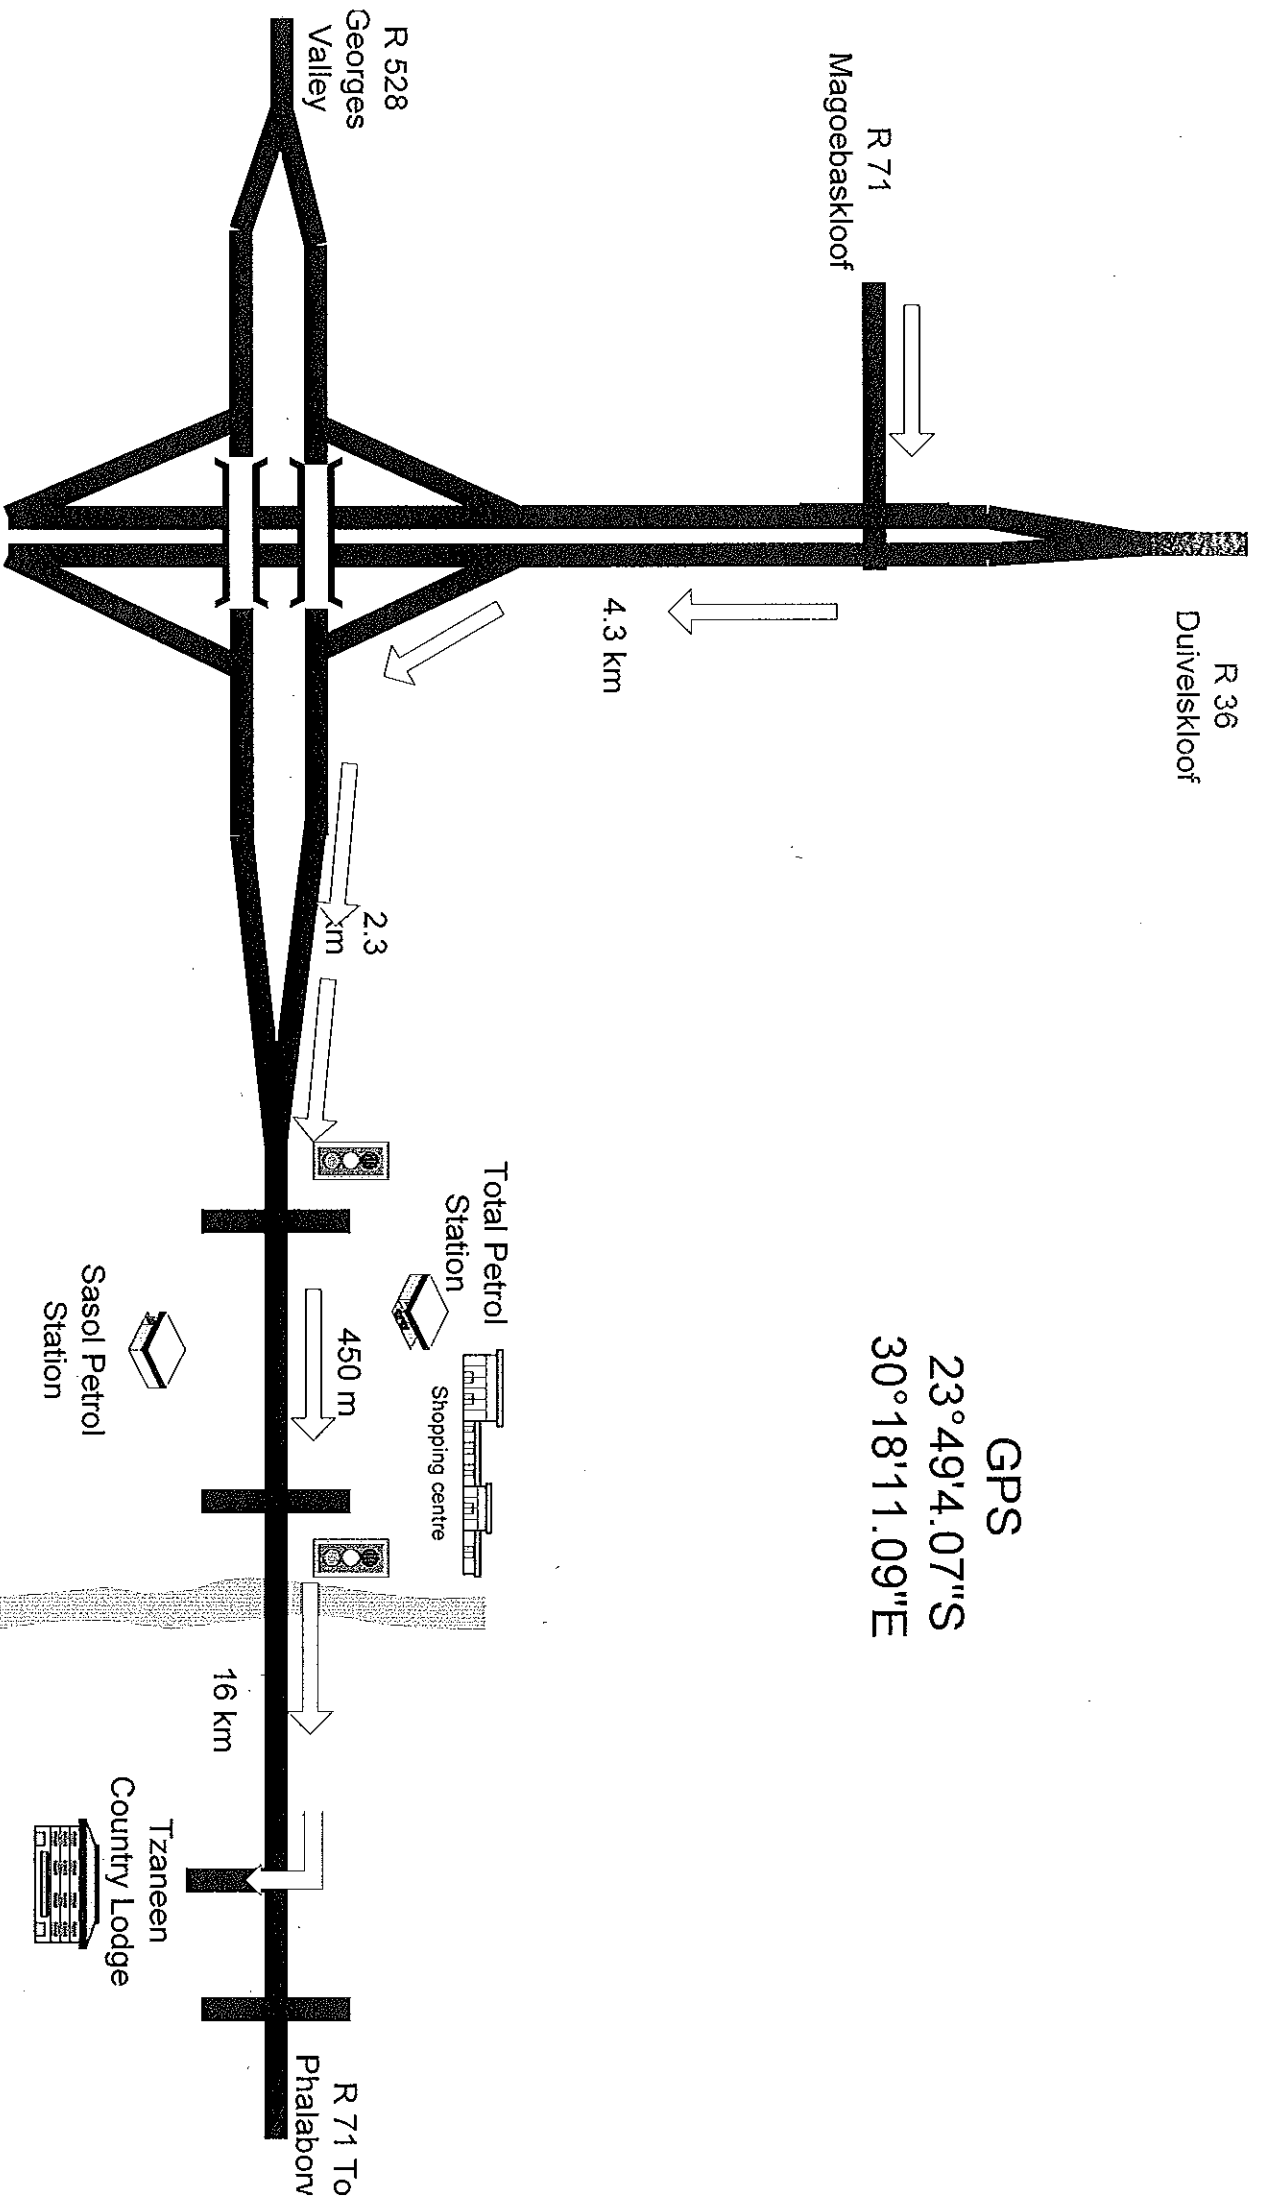 R 36
Duivelskloof
GPS
23°49'4.07"S
30°18'11.09"E
R 71
Magoebaskloof
4.3 km
R 528
Georges
Valley
2.3
km
Total Petrol
Station
Shopping centre
450 m
R 71 To
Phalaborw
16 km
Sasol Petrol
Station
Tzaneen
Country Lodge